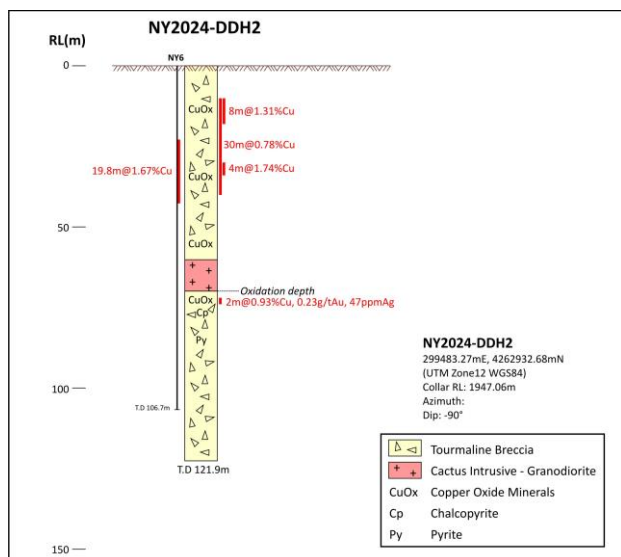 NY2024-DDH2
RL(m)
NY6
0
CuOx
8m@1.31%Cu
30m@0.78%Cu
19.8m@1.67%Cu
CuOx
4m@1.74%Cu
50
CuOx
Oxidation depth
CuOx
2m@0.93%Cu, 0.23g/tAu, 47ppmAg
Cp
Py
100
T.D 106.7m
T.D 121.9m
150
NY2024-DDH2
299483.27mE, 4262932.68mN
(UTM Zone12 WGS84)
Collar RL: 1947.06m
Azimuth:
Dip: -90°
Tourmaline Breccia
Cactus Intrusive - Granodiorite
CuOx Copper Oxide Minerals
Cp Chalcopyrite
Py Pyrite